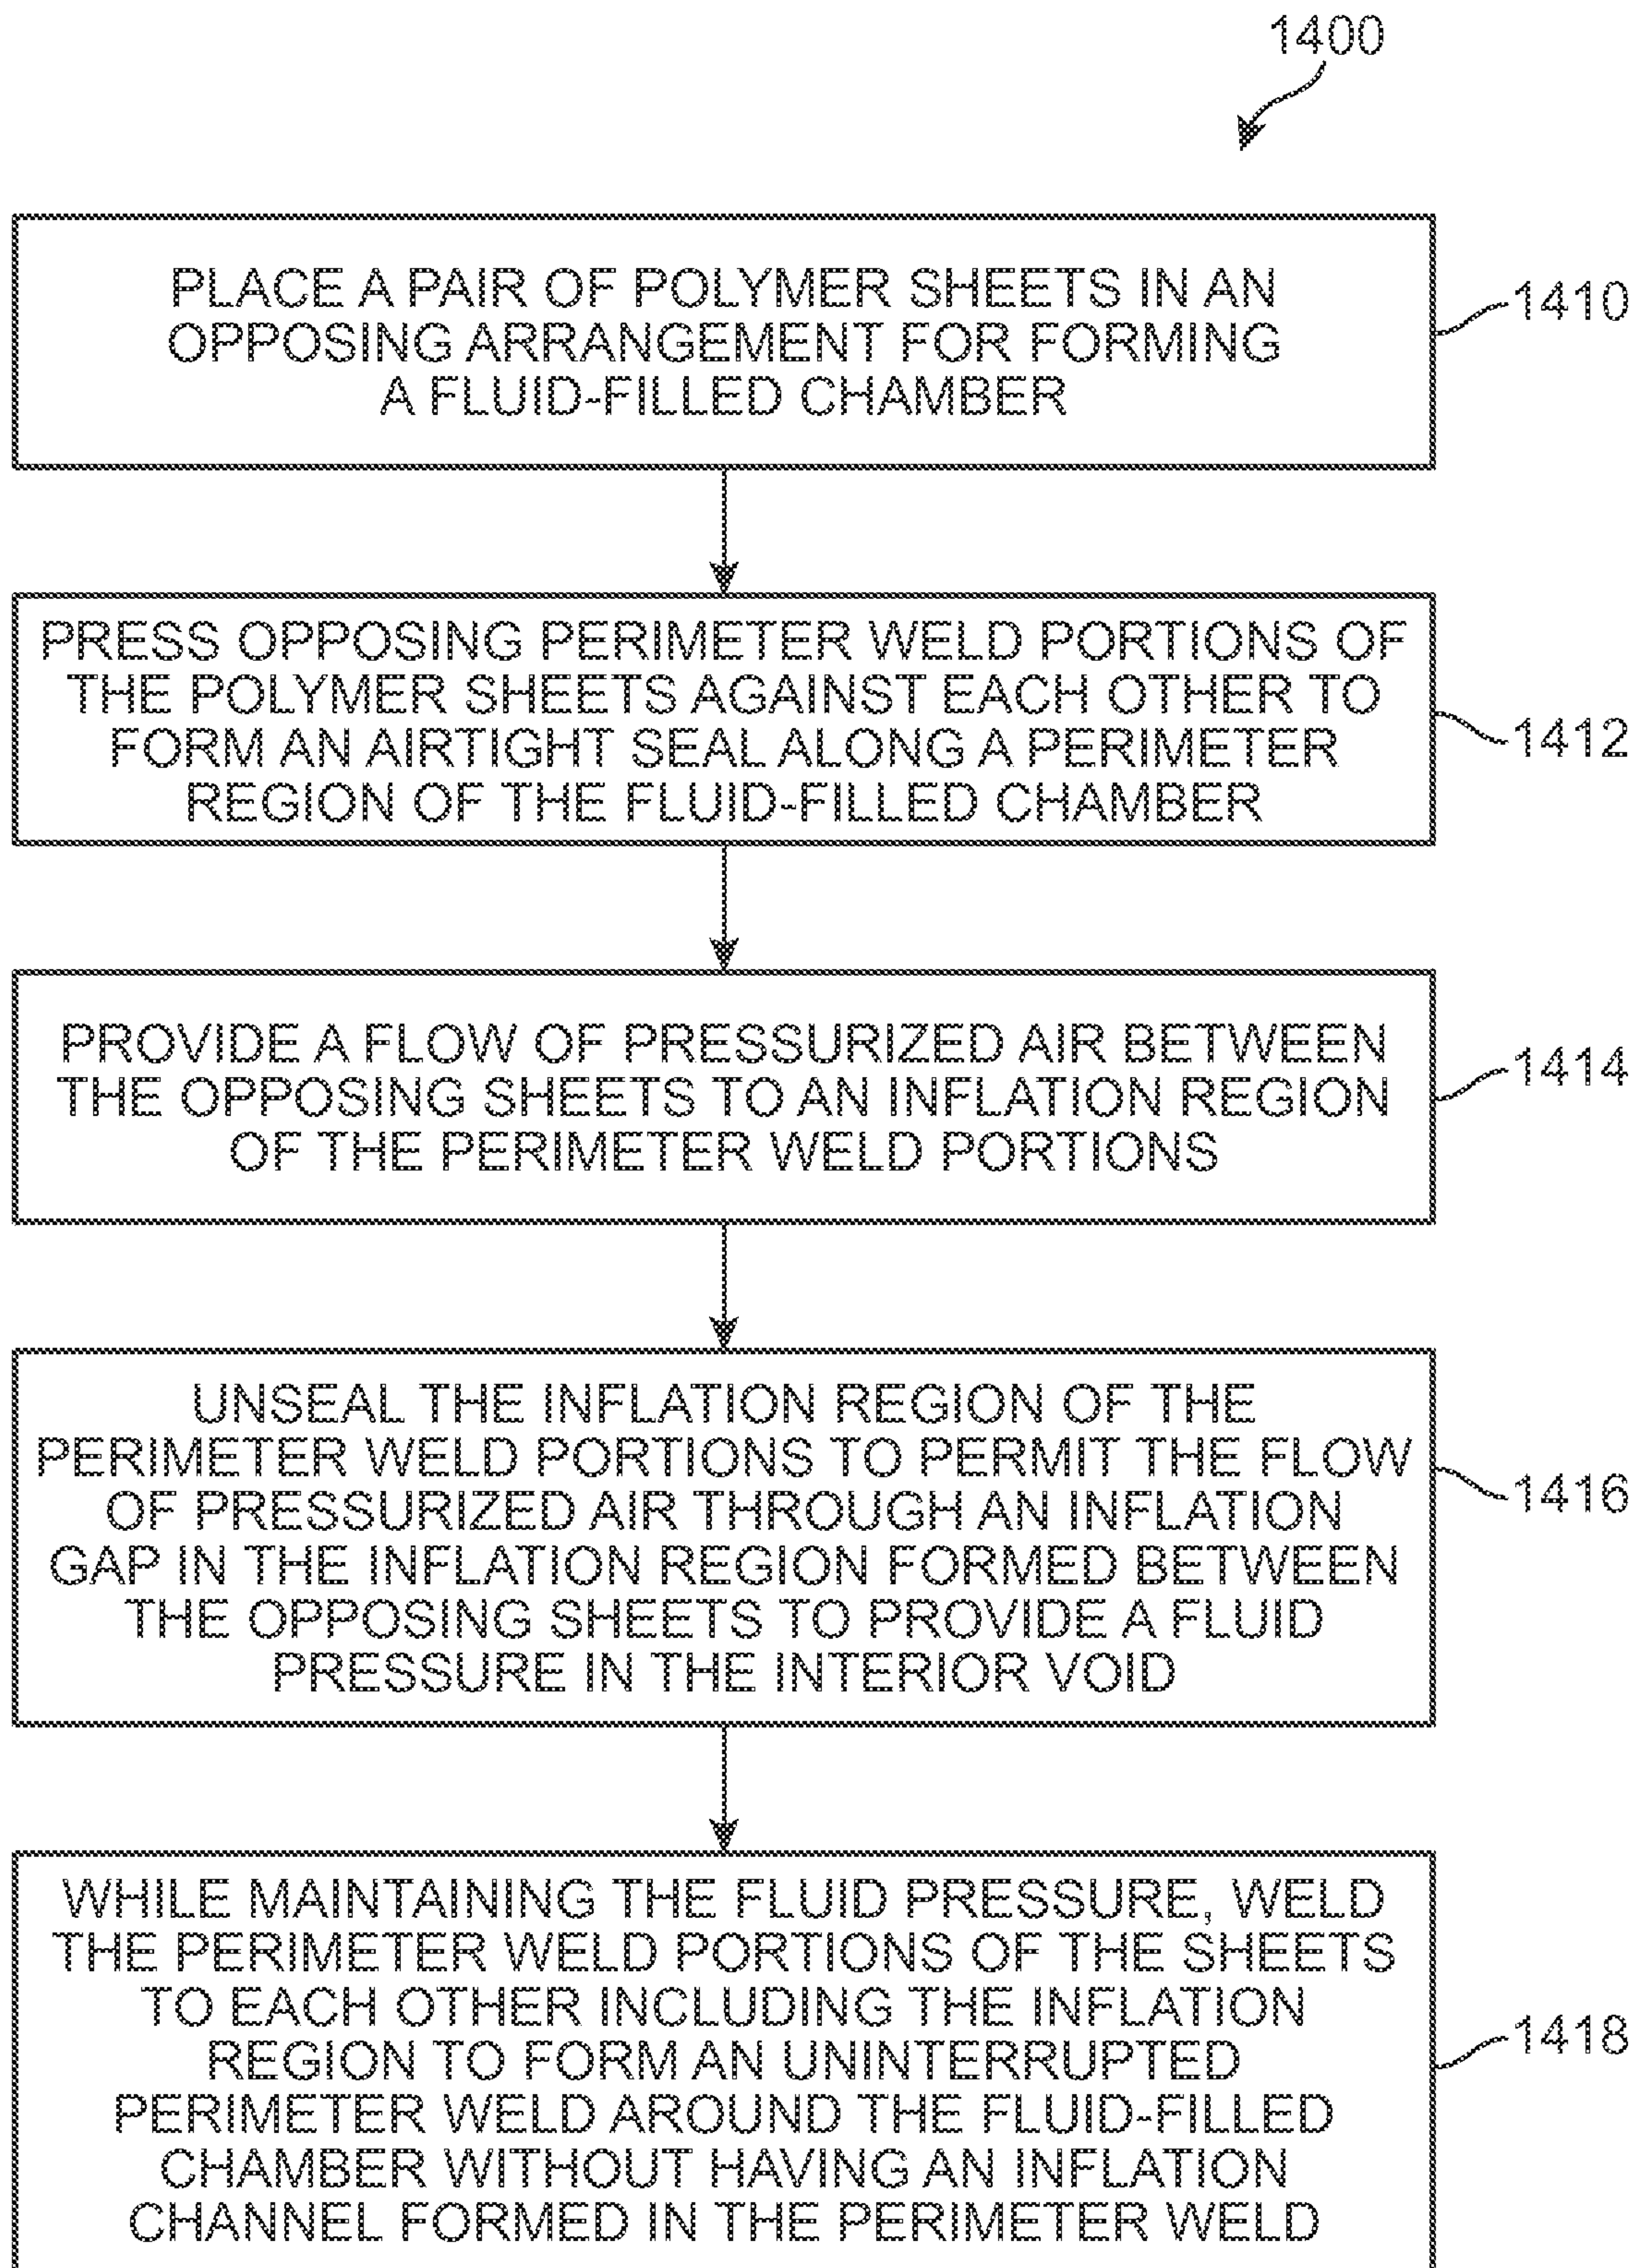 1400
PLACE A PAIR OF POLYMER SHEETS IN AN
OPPOSING ARRANGEMENT FOR FORMING
A FLUID-FILLED CHAMBER
1410
PRESS OPPOSING PERIMETER WELD PORTIONS OF
THE POLYMER SHEETS AGAINST EACH OTHER TO
FORM AN AIRTIGHT SEAL ALONG A PERIMETER
REGION OF THE FLUID-FILLED CHAMBER
1412
PROVIDE A FLOW OF PRESSURIZED AIR BETWEEN
THE OPPOSING SHEETS TO AN INFLATION REGION
OF THE PERIMETER WELD PORTIONS
1414
UNSEAL THE INFLATION REGION OF THE
PERIMETER WELD PORTIONS TO PERMIT THE FLOW
OF PRESSURIZED AIR THROUGH AN INFLATION
GAP IN THE INFLATION REGION FORMED BETWEEN
THE OPPOSING SHEETS TO PROVIDE A FLUID
PRESSURE IN THE INTERIOR VOID
1416
WHILE MAINTAINING THE FLUID PRESSURE, WELD
THE PERIMETER WELD PORTIONS OF THE SHEETS
TO EACH OTHER INCLUDING THE INFLATION
REGION TO FORM AN UNINTERRUPTED
PERIMETER WELD AROUND THE FLUID-FILLED
CHAMBER WITHOUT HAVING AN INFLATION
CHANNEL FORMED IN THE PERIMETER WELD
1418